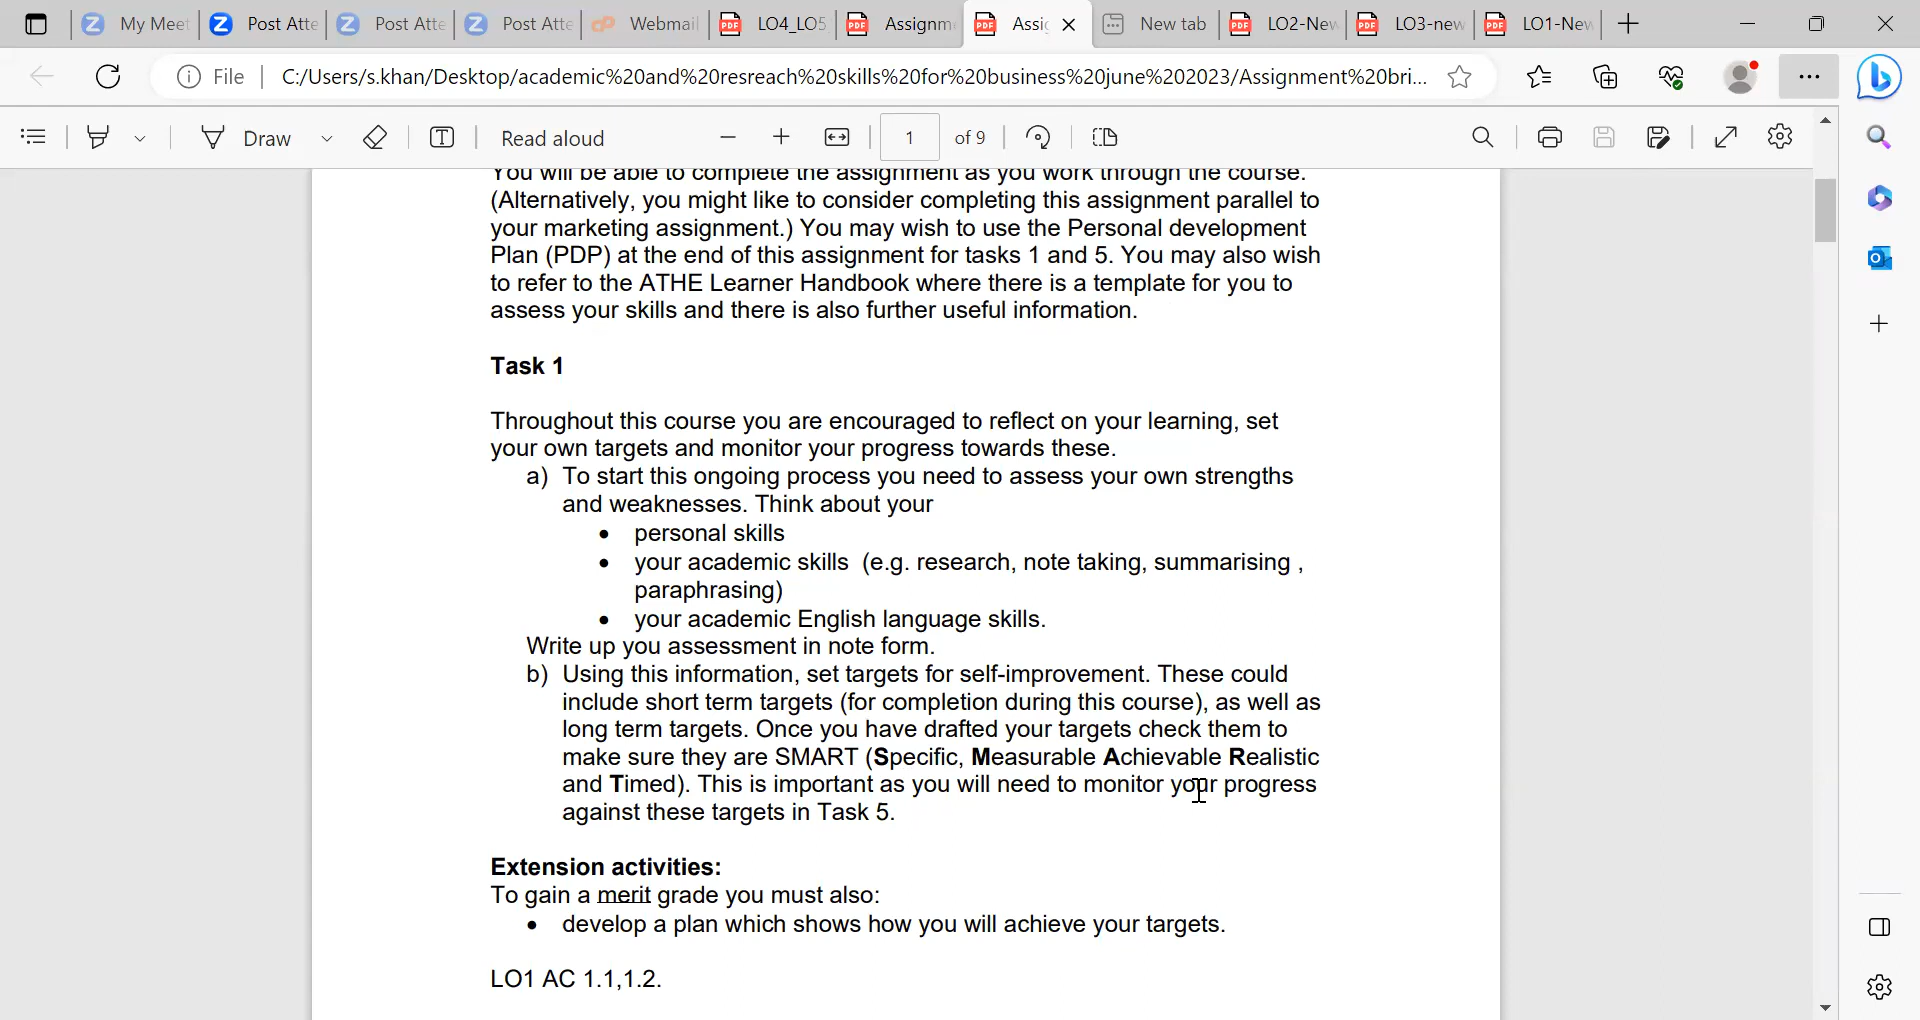 My Meet
Post Atte
Post Atte
Post Atte
Webmail
LO4_LO5
Assignm
Assig
New tab
LO2-New
LO3-new
LO1-New
File
C:/Users/s.khan/Desktop/academic%20and%20resreach%20skills%20for%20business%20june%202023/Assignment%20bri...
Draw
Read aloud
1
of 9
You will be able to complete the assignment as you work through the course.
(Alternatively, you might like to consider completing this assignment parallel to
your marketing assignment.) You may wish to use the Personal development
Plan (PDP) at the end of this assignment for tasks 1 and 5. You may also wish
to refer to the ATHE Learner Handbook where there is a template for you to
assess your skills and there is also further useful information.
Task 1
Throughout this course you are encouraged to reflect on your learning, set
your own targets and monitor your progress towards these.
a) To start this ongoing process you need to assess your own strengths
and weaknesses. Think about your
• personal skills
• your academic skills (e.g. research, note taking, summarising ,
paraphrasing)
• your academic English language skills.
Write up you assessment in note form.
b) Using this information, set targets for self-improvement. These could
include short term targets (for completion during this course), as well as
long term targets. Once you have drafted your targets check them to
make sure they are SMART (Specific, Measurable Achievable Realistic
and Timed). This is important as you will need to monitor your progress
against these targets in Task 5.
Extension activities:
To gain a merit grade you must also:
• develop a plan which shows how you will achieve your targets.
LO1 AC 1.1,1.2.